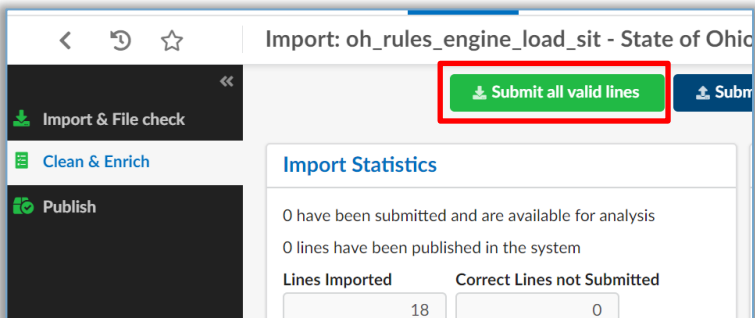 Import: oh_rules_engine_load_sit - State of Ohio
Submit all valid lines
Subm
Import & File check
Clean & Enrich
Publish
Import Statistics
0 have been submitted and are available for analysis
0 lines have been published in the system
Lines Imported
Correct Lines not Submitted
18
0